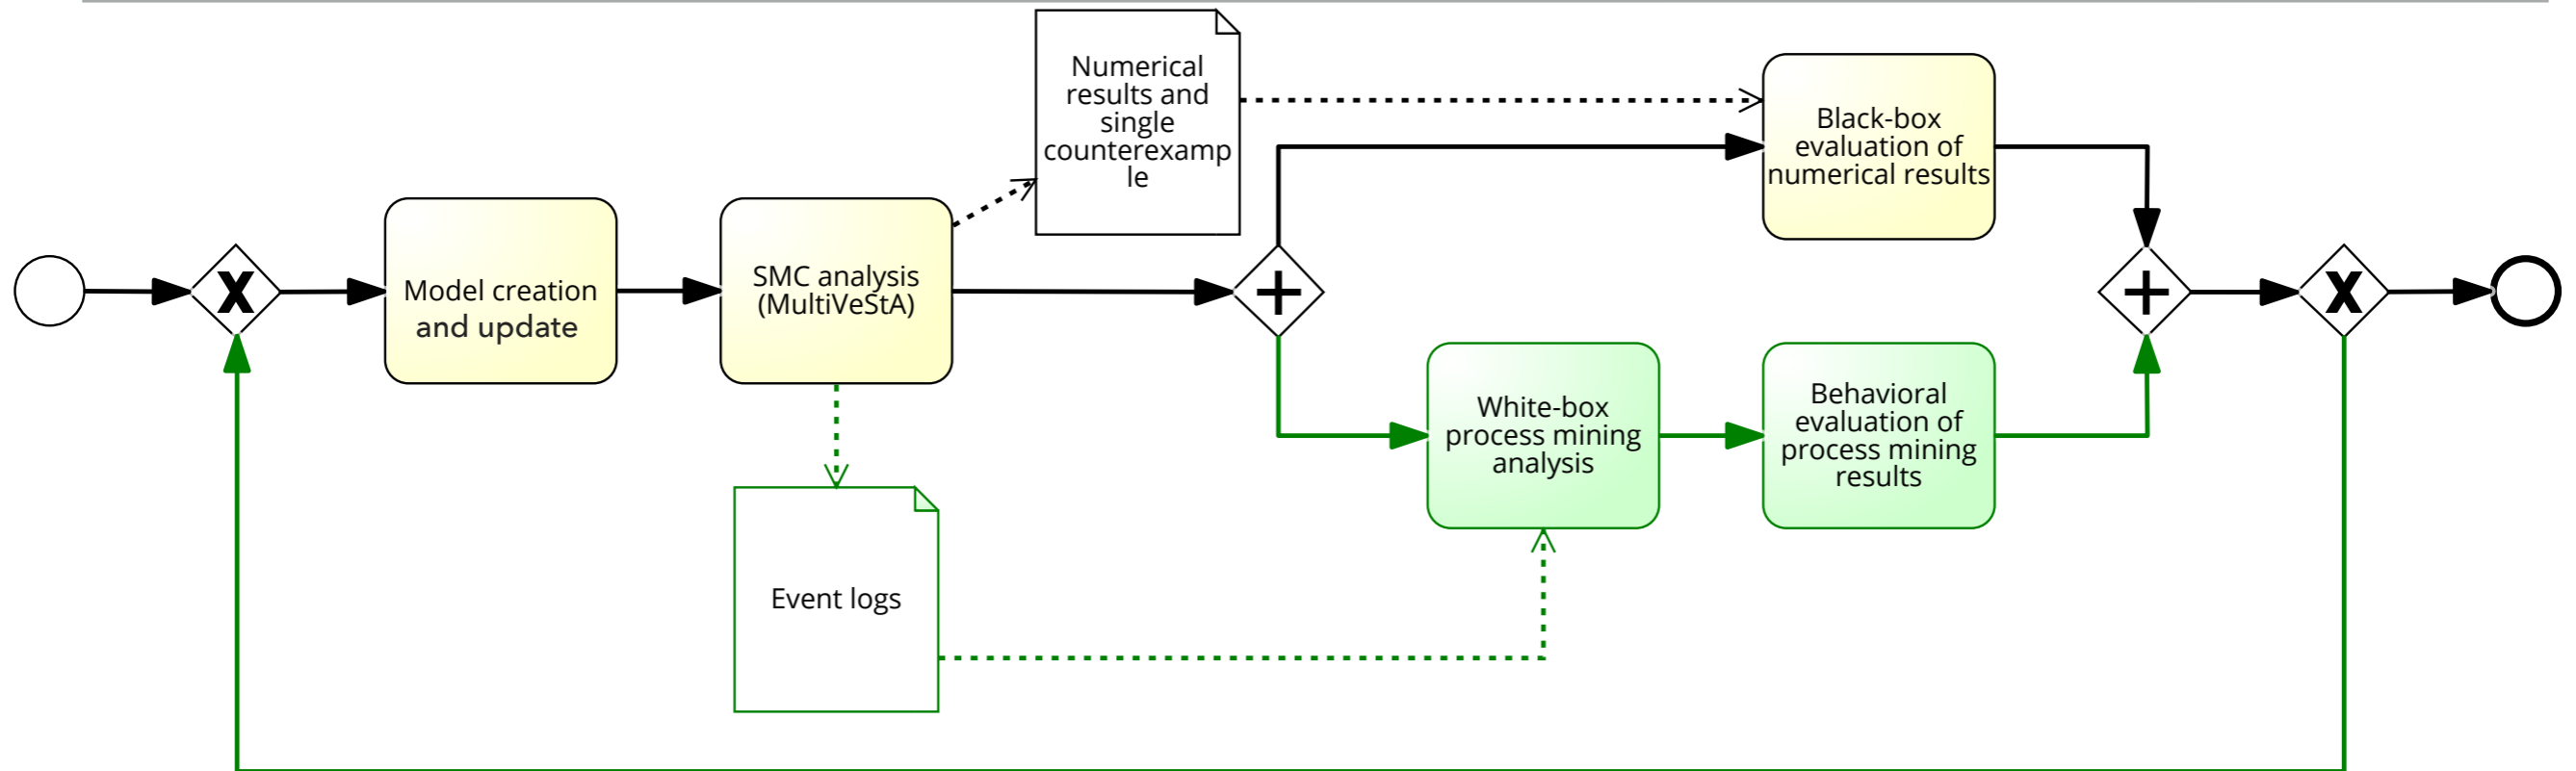 Numerical
results and
single
counterexamp
le
Black-box
evaluation of
numerical results
Model creation
and update
SMC analysis
(MultiVeStA)
White-box
process mining
analysis
Behavioral
evaluation of
process mining
results
Event logs